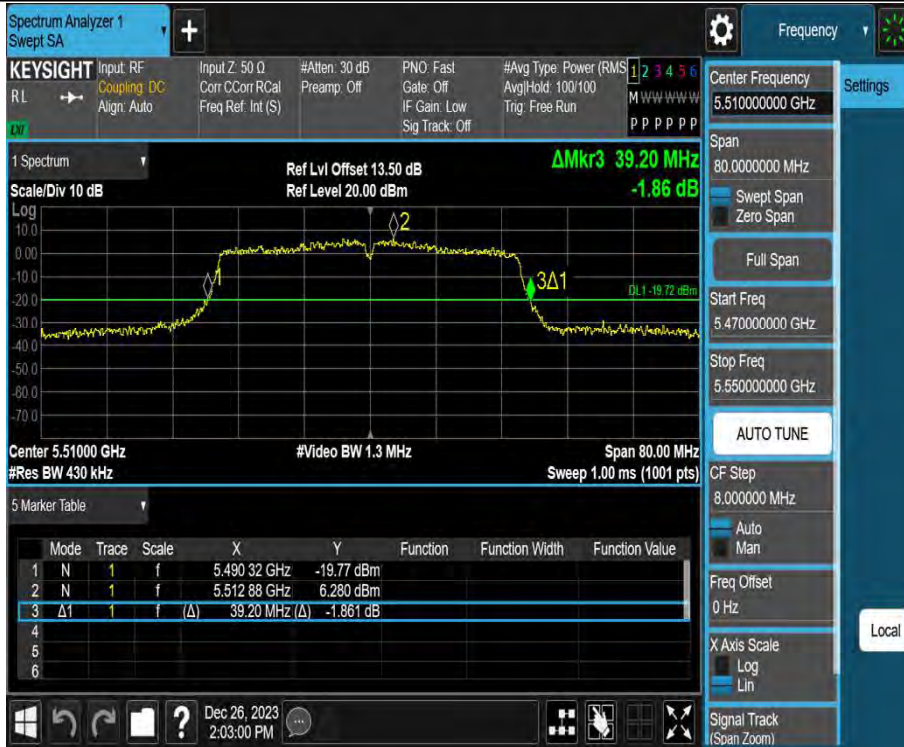 Spectrum Analyzer 1
Swept SA
+
Frequency
KEYSIGHT
RL
LXI
Input: RF
Coupling: DC
Align: Auto
Input Z: 50 Ω
Corr CCorr RCal
Freq Ref: Int (S)
#Atten: 30 dB
Preamp: Off
PNO: Fast
Gate: Off
IF Gain: Low
Sig Track: Off
#Avg Type: Power (RMS
Avg|Hold: 100/100
Trig: Free Run
1 2 3 4 5 6
M W W W W W
P P P P P P
1 Spectrum
Scale/Div 10 dB
Ref Lvl Offset 13.50 dB
Ref Level 20.00 dBm
ΔMkr3 39.20 MHz
-1.86 dB
Log
10.0
0.00
-10.0
-20.0
-30.0
-40.0
-50.0
-60.0
-70.0
1
2
3Δ1
DL1 -19.72 dBm
Center 5.51000 GHz
#Res BW 430 kHz
#Video BW 1.3 MHz
Span 80.00 MHz
Sweep 1.00 ms (1001 pts)
5 Marker Table
Mode Trace Scale X Y Function Function Width Function Value
1 N 1 f 5.490 32 GHz -19.77 dBm
2 N 1 f 5.512 88 GHz 6.280 dBm
3 Δ1 1 f (Δ) 39.20 MHz (Δ) -1.861 dB
4
5
6
?
Dec 26, 2023
2:03:00 PM
Center Frequency
5.510000000 GHz
Settings
Span
80.0000000 MHz
Swept Span
Zero Span
Full Span
Start Freq
5.470000000 GHz
Stop Freq
5.550000000 GHz
AUTO TUNE
CF Step
8.000000 MHz
Auto
Man
Freq Offset
0 Hz
Local
X Axis Scale
Log
Lin
Signal Track
(Span Zoom)